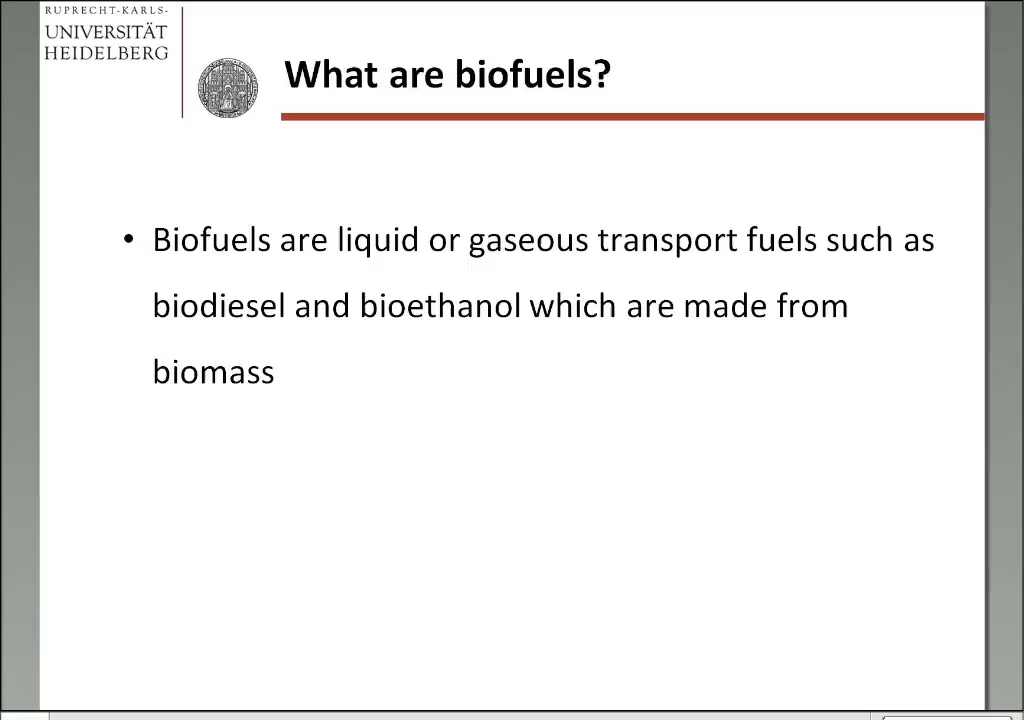 RUPRECHT-KARLS-
UNIVERSITÄT
HEIDELBERG
What are biofuels?
• Biofuels are liquid or gaseous transport fuels such as
biodiesel and bioethanol which are made from
biomass